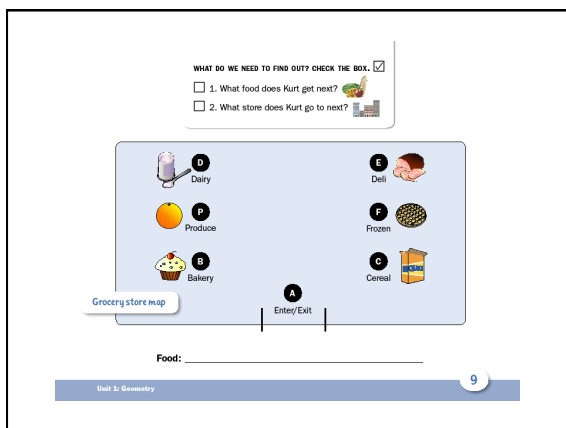 WHAT DO WE NEED TO FIND OUT? CHECK THE BOX.
1. What food does Kurt get next?
2. What store does Kurt go to next?
D
Dairy
E
Deli
P
Produce
F
Frozen
B
Bakery
C
Cereal
A
Enter/Exit
Grocery store map
Food:
Unit 1: Geometry
9